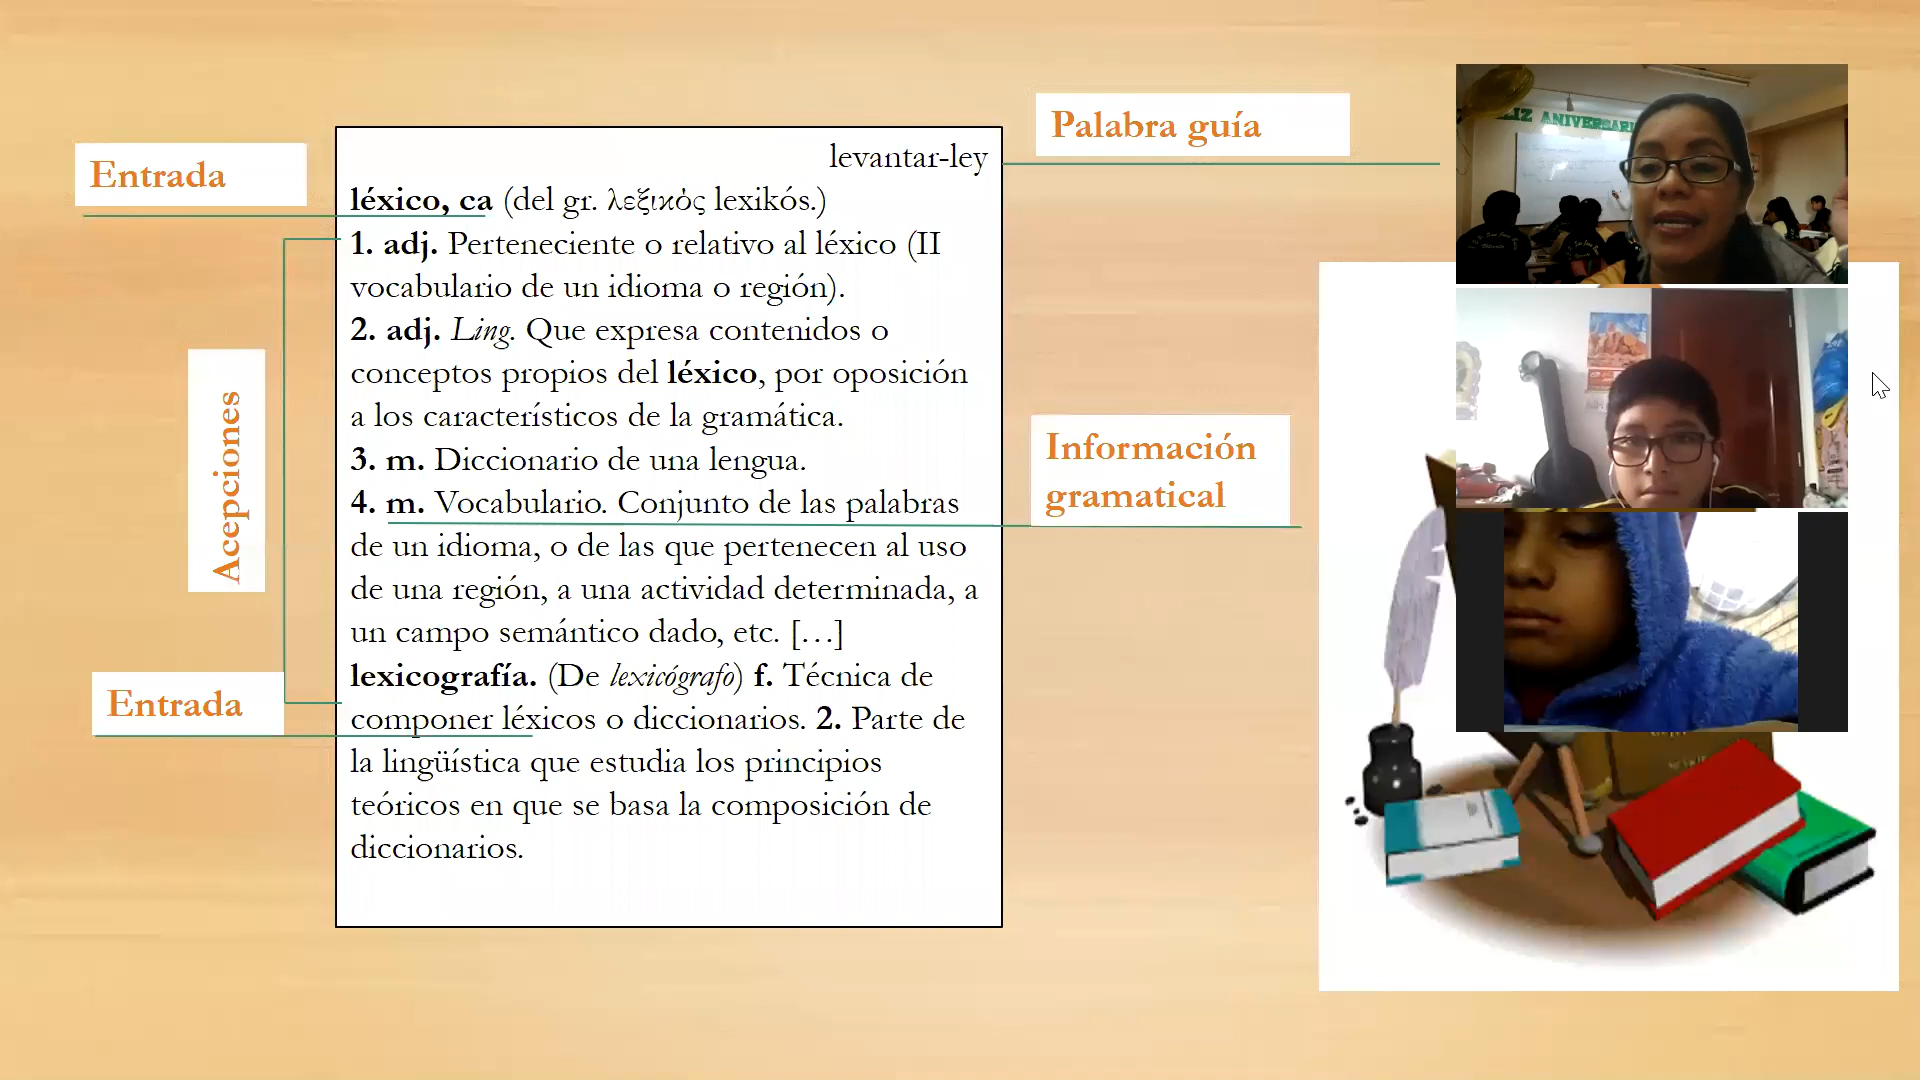 Palabra guía
Entrada
levantar-ley
léxico, ca (del gr. λεξικὀς lexikós.)
1. adj. Perteneciente o relativo al léxico (II
vocabulario de un idioma o región).
2. adj. Ling. Que expresa contenidos o
conceptos propios del léxico, por oposición
a los característicos de la gramática.
3. m. Diccionario de una lengua.
4. m. Vocabulario. Conjunto de las palabras
de un idioma, o de las que pertenecen al uso
de una región, a una actividad determinada, a
un campo semántico dado, etc. […]
lexicografía. (De lexicógrafo) f. Técnica de
componer léxicos o diccionarios. 2. Parte de
la lingüística que estudia los principios
teóricos en que se basa la composición de
diccionarios.
Acepciones
Información
gramatical
Entrada
ANIVERSARI